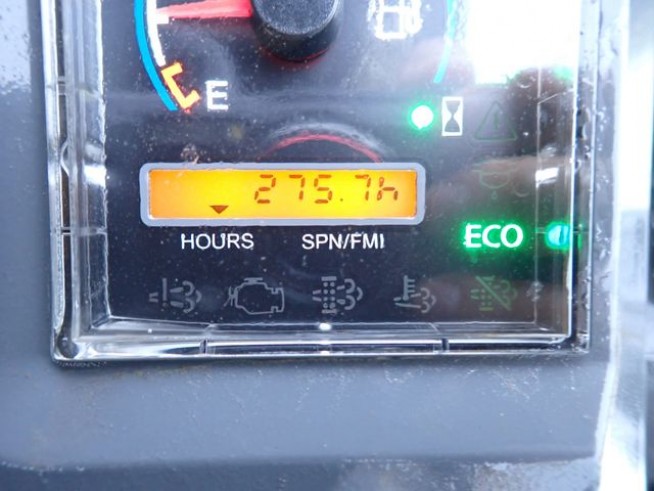 E
275.7h
HOURS SPN/FMI
ECO